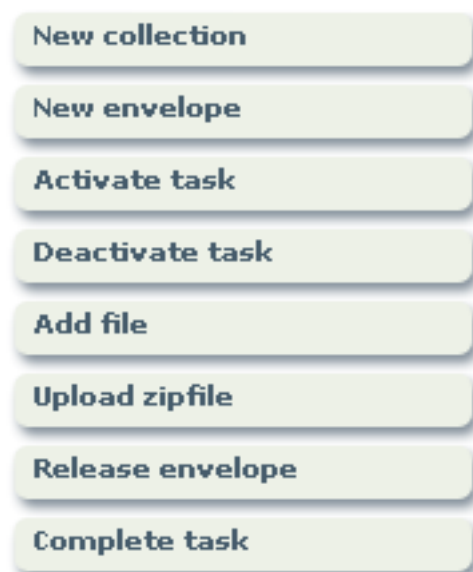 New collection
New envelope
Activate task
Deactivate task
Add file
Upload zipfile
Release envelope
Complete task